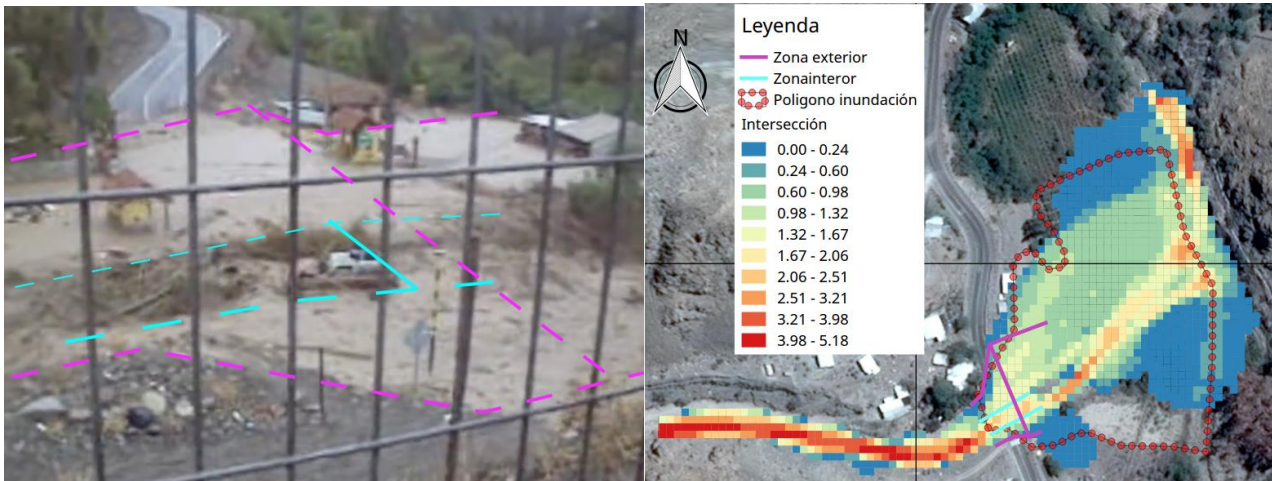 N
Leyenda
Zona exterior
Zonainteror
Poligono inundación
Intersección
0.00 - 0.24
0.24 - 0.60
0.60 - 0.98
0.98 - 1.32
1.32 - 1.67
1.67 - 2.06
2.06 - 2.51
2.51 - 3.21
3.21 - 3.98
3.98 - 5.18